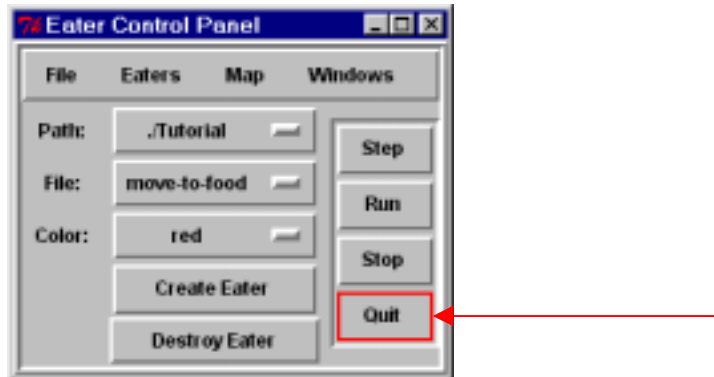 Eater Control Panel
File Eaters Map Windows
Path: ./Tutorial
Step
File: move-to-food
Run
Color: red
Stop
Create Eater
Quit
Destroy Eater